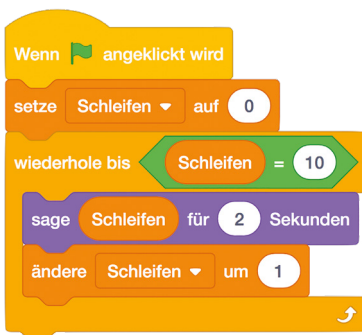 Wenn angeklickt wird
setze Schleifen auf 0
wiederhole bis Schleifen = 10
sage Schleifen für 2 Sekunden
ändere Schleifen um 1